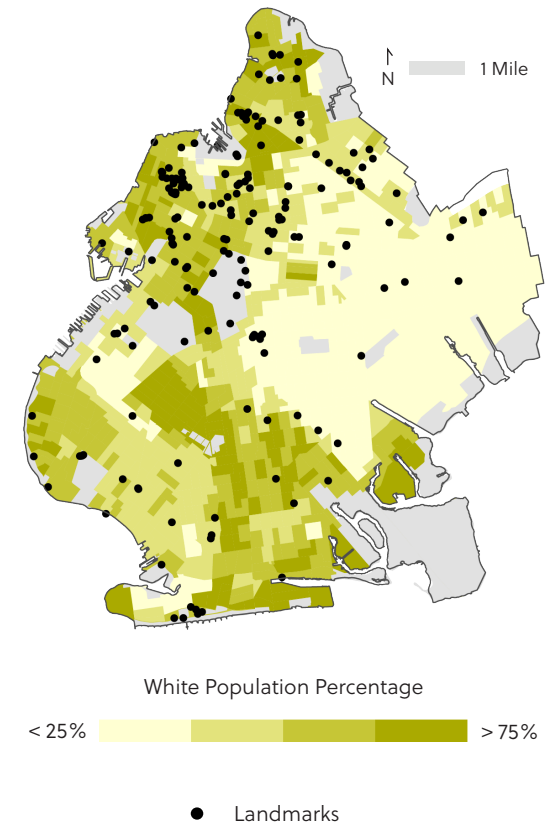 N
1 Mile
White Population Percentage
< 25%
> 75%
Landmarks